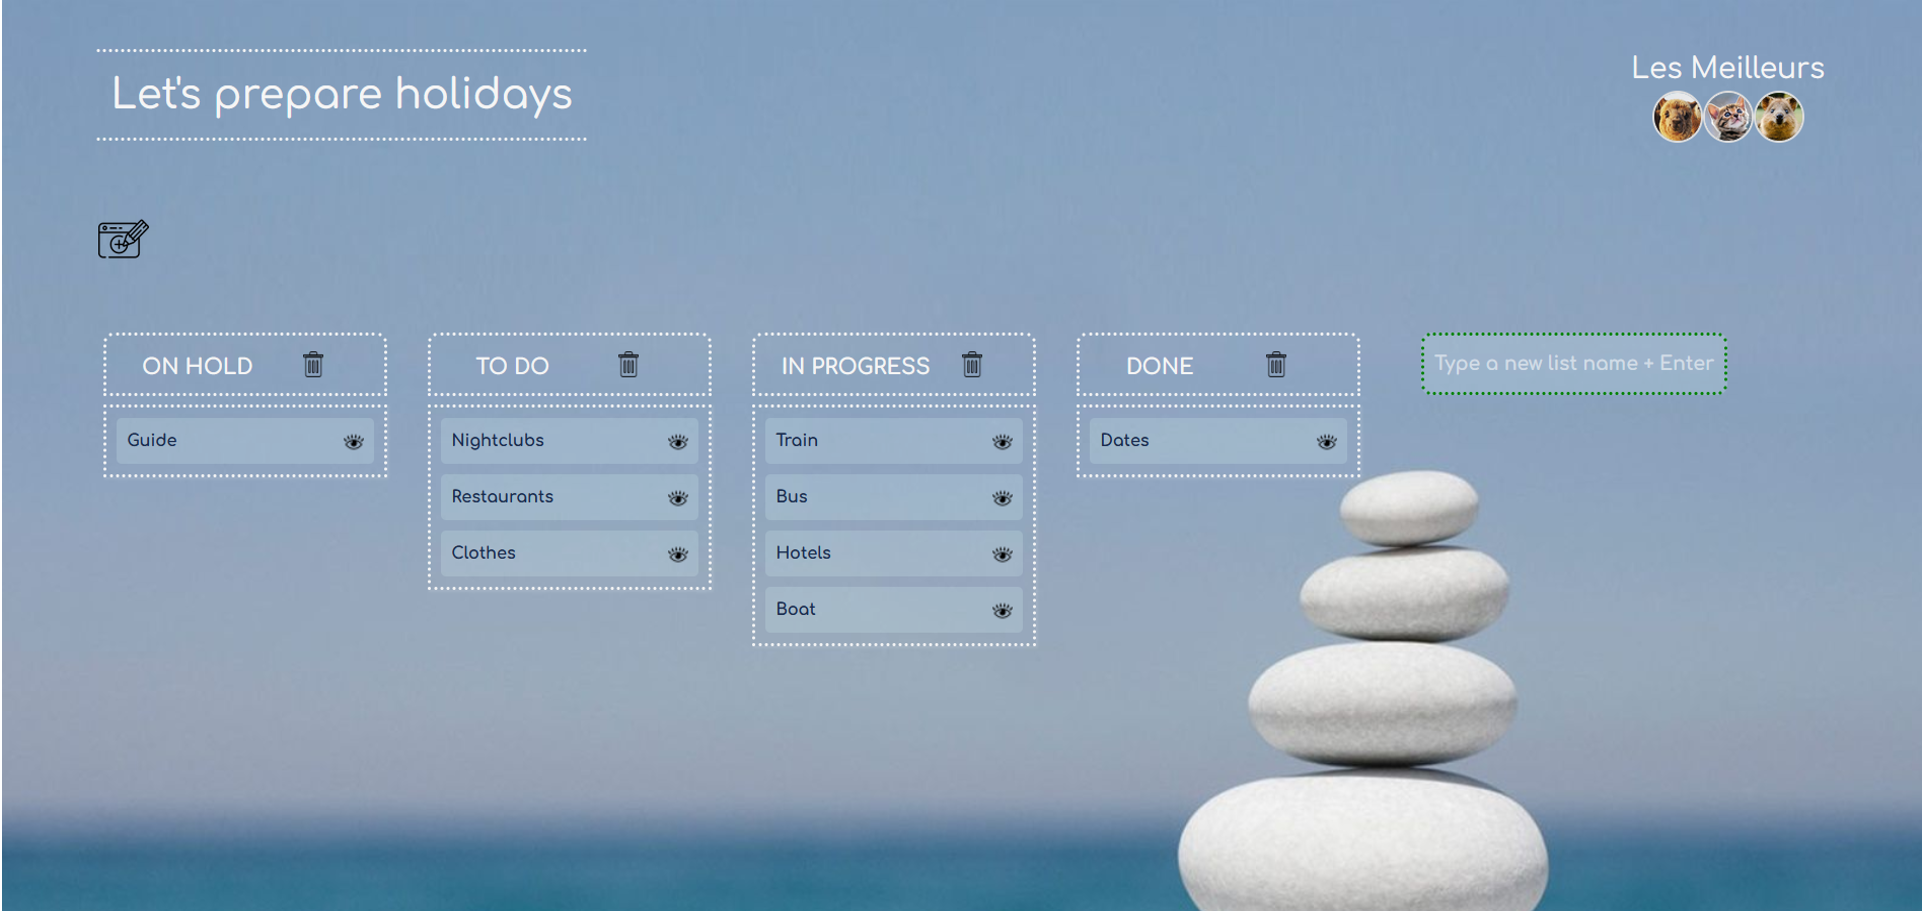 Let's prepare holidays
Les Meilleurs
ON HOLD
Guide
TO DO
Nightclubs
Restaurants
Clothes
IN PROGRESS
Train
Bus
Hotels
Boat
DONE
Dates
Type a new list name + Enter